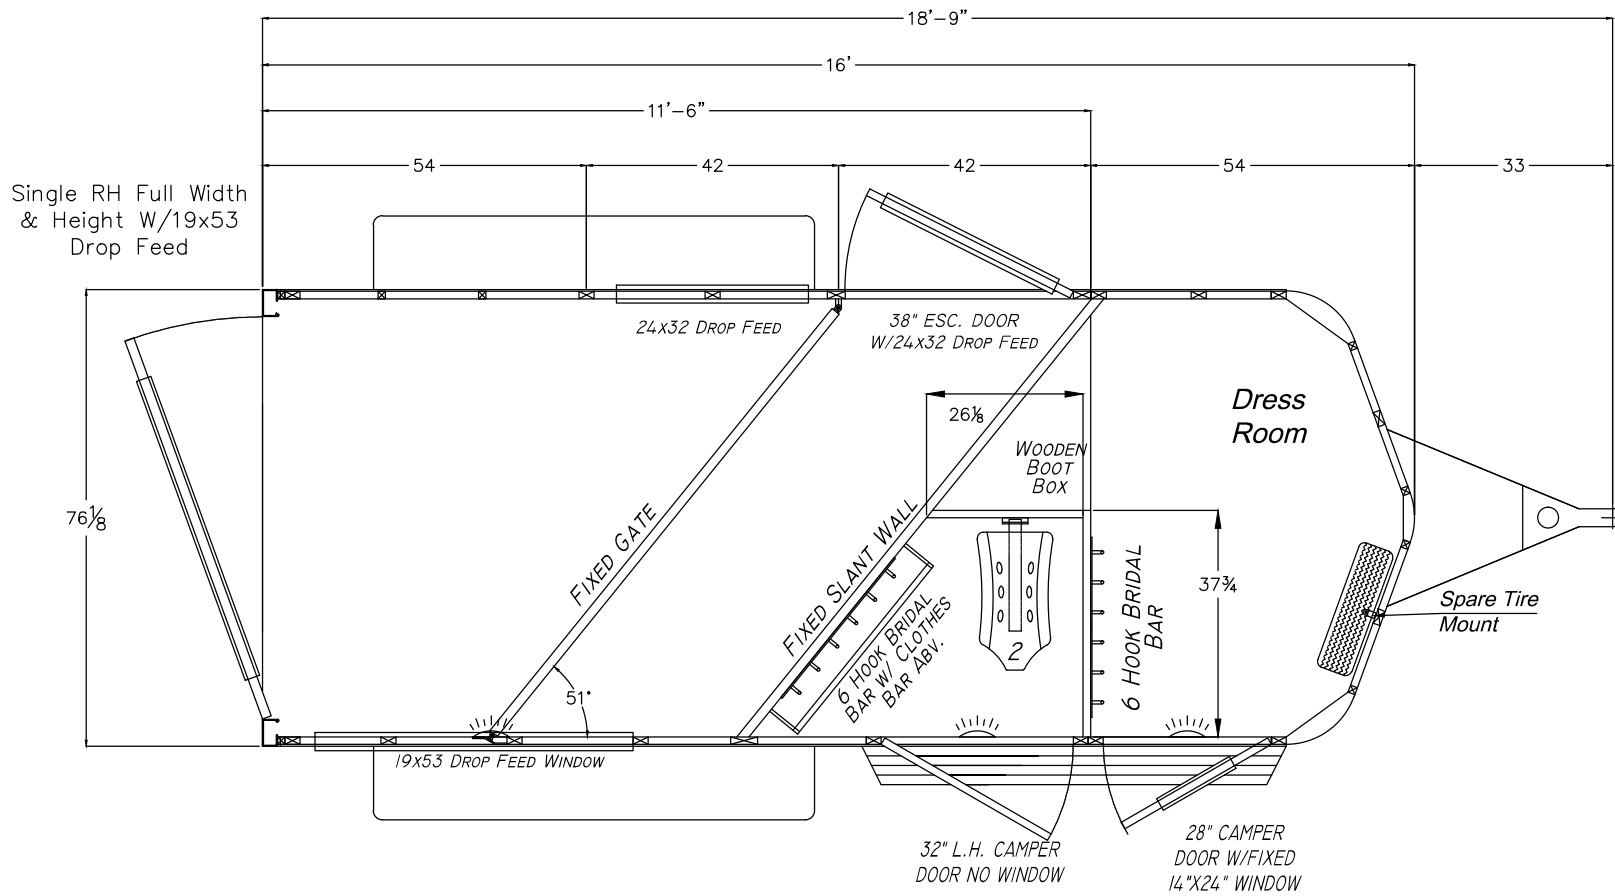 18'-9"
16'
11'-6"
54
42
42
54
33
Single RH Full Width
& Height W/19x53
Drop Feed
24x32 DROP FEED
38" ESC. DOOR
W/24x32 DROP FEED
76⅛
26⅛
WOODEN
BOOT
BOX
Dress
Room
FIXED GATE
FIXED SLANT WALL
6 HOOK BRIDAL
BAR W/ CLOTHES
BAR ABV.
2
6 HOOK BRIDAL
BAR
37¾
Spare Tire
Mount
51°
19x53 DROP FEED WINDOW
32" L.H. CAMPER
DOOR NO WINDOW
28" CAMPER
DOOR W/FIXED
14"X24" WINDOW